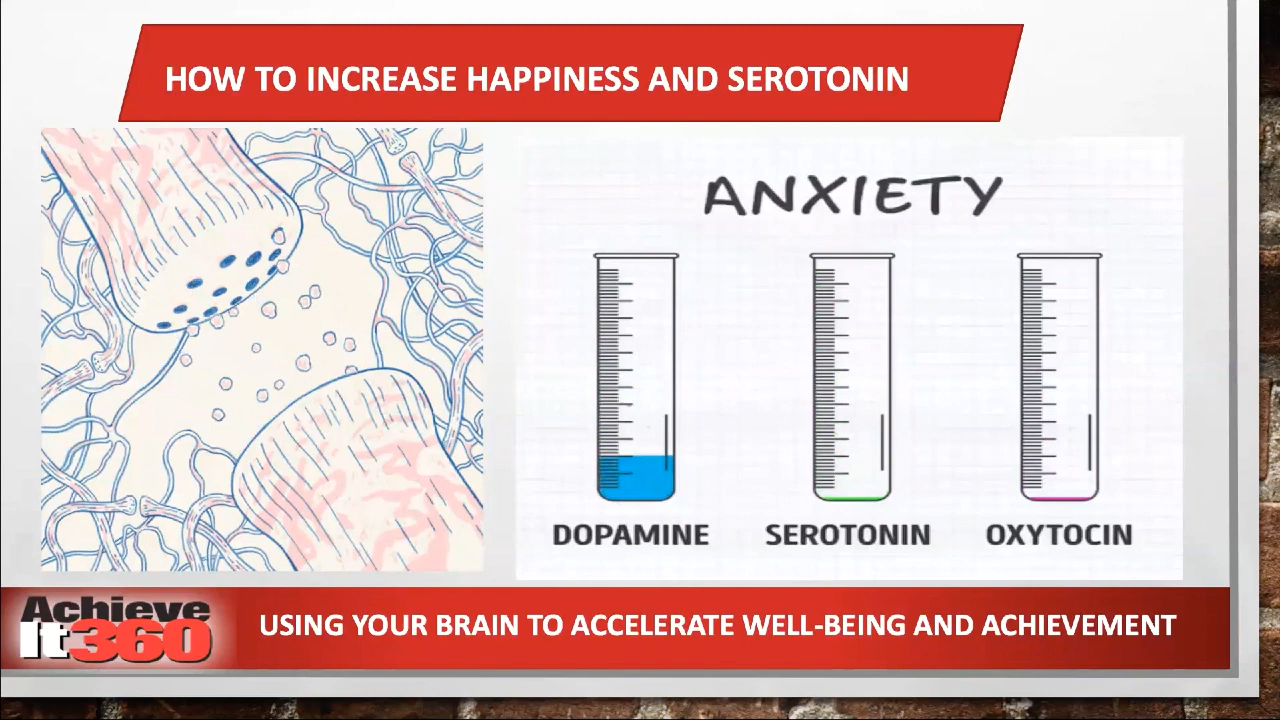 HOW TO INCREASE HAPPINESS AND SEROTONIN
ANXIETY
DOPAMINE
SEROTONIN
OXYTOCIN
Achieve
It360
USING YOUR BRAIN TO ACCELERATE WELL-BEING AND ACHIEVEMENT